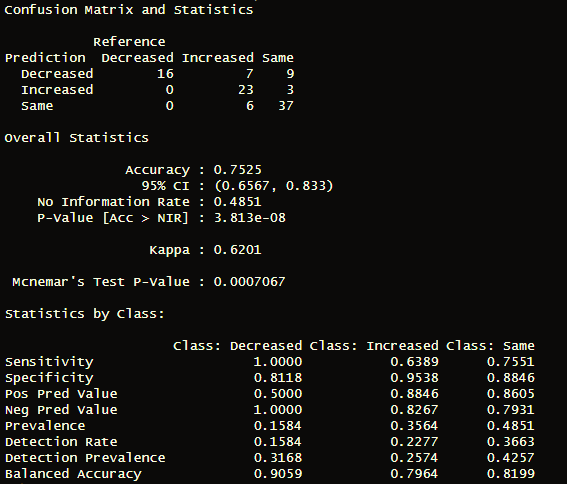 Confusion Matrix and Statistics
Reference
Prediction Decreased Increased Same
Decreased 16 7 9
Increased 0 23 3
Same 0 6 37
Overall Statistics
Accuracy : 0.7525
95% CI : (0.6567, 0.833)
No Information Rate : 0.4851
P-Value [Acc > NIR] : 3.813e-08
Kappa : 0.6201
Mcnemar's Test P-Value : 0.0007067
Statistics by Class:
Class: Decreased Class: Increased Class: Same
Sensitivity 1.0000 0.6389 0.7551
Specificity 0.8118 0.9538 0.8846
Pos Pred Value 0.5000 0.8846 0.8605
Neg Pred Value 1.0000 0.8267 0.7931
Prevalence 0.1584 0.3564 0.4851
Detection Rate 0.1584 0.2277 0.3663
Detection Prevalence 0.3168 0.2574 0.4257
Balanced Accuracy 0.9059 0.7964 0.8199